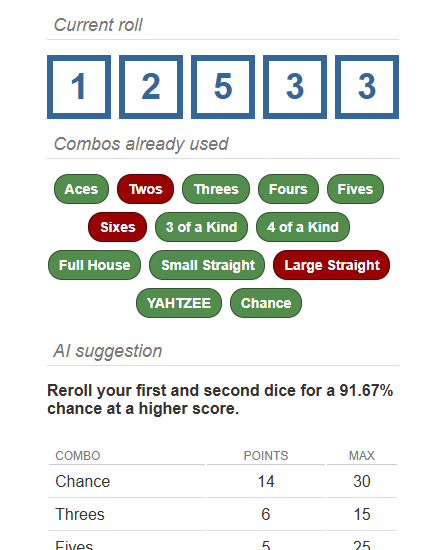 Current roll
1 2 5 3 3
Combos already used
Aces Twos Threes Fours Fives
Sixes 3 of a Kind 4 of a Kind
Full House Small Straight Large Straight
YAHTZEE Chance
AI suggestion
Reroll your first and second dice for a 91.67%
chance at a higher score.
COMBO POINTS MAX
Chance 14 30
Threes 6 15
Fives 5 25